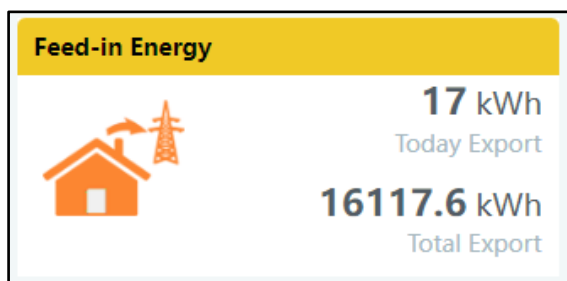 Feed-in Energy
17 kWh
Today Export
16117.6 kWh
Total Export